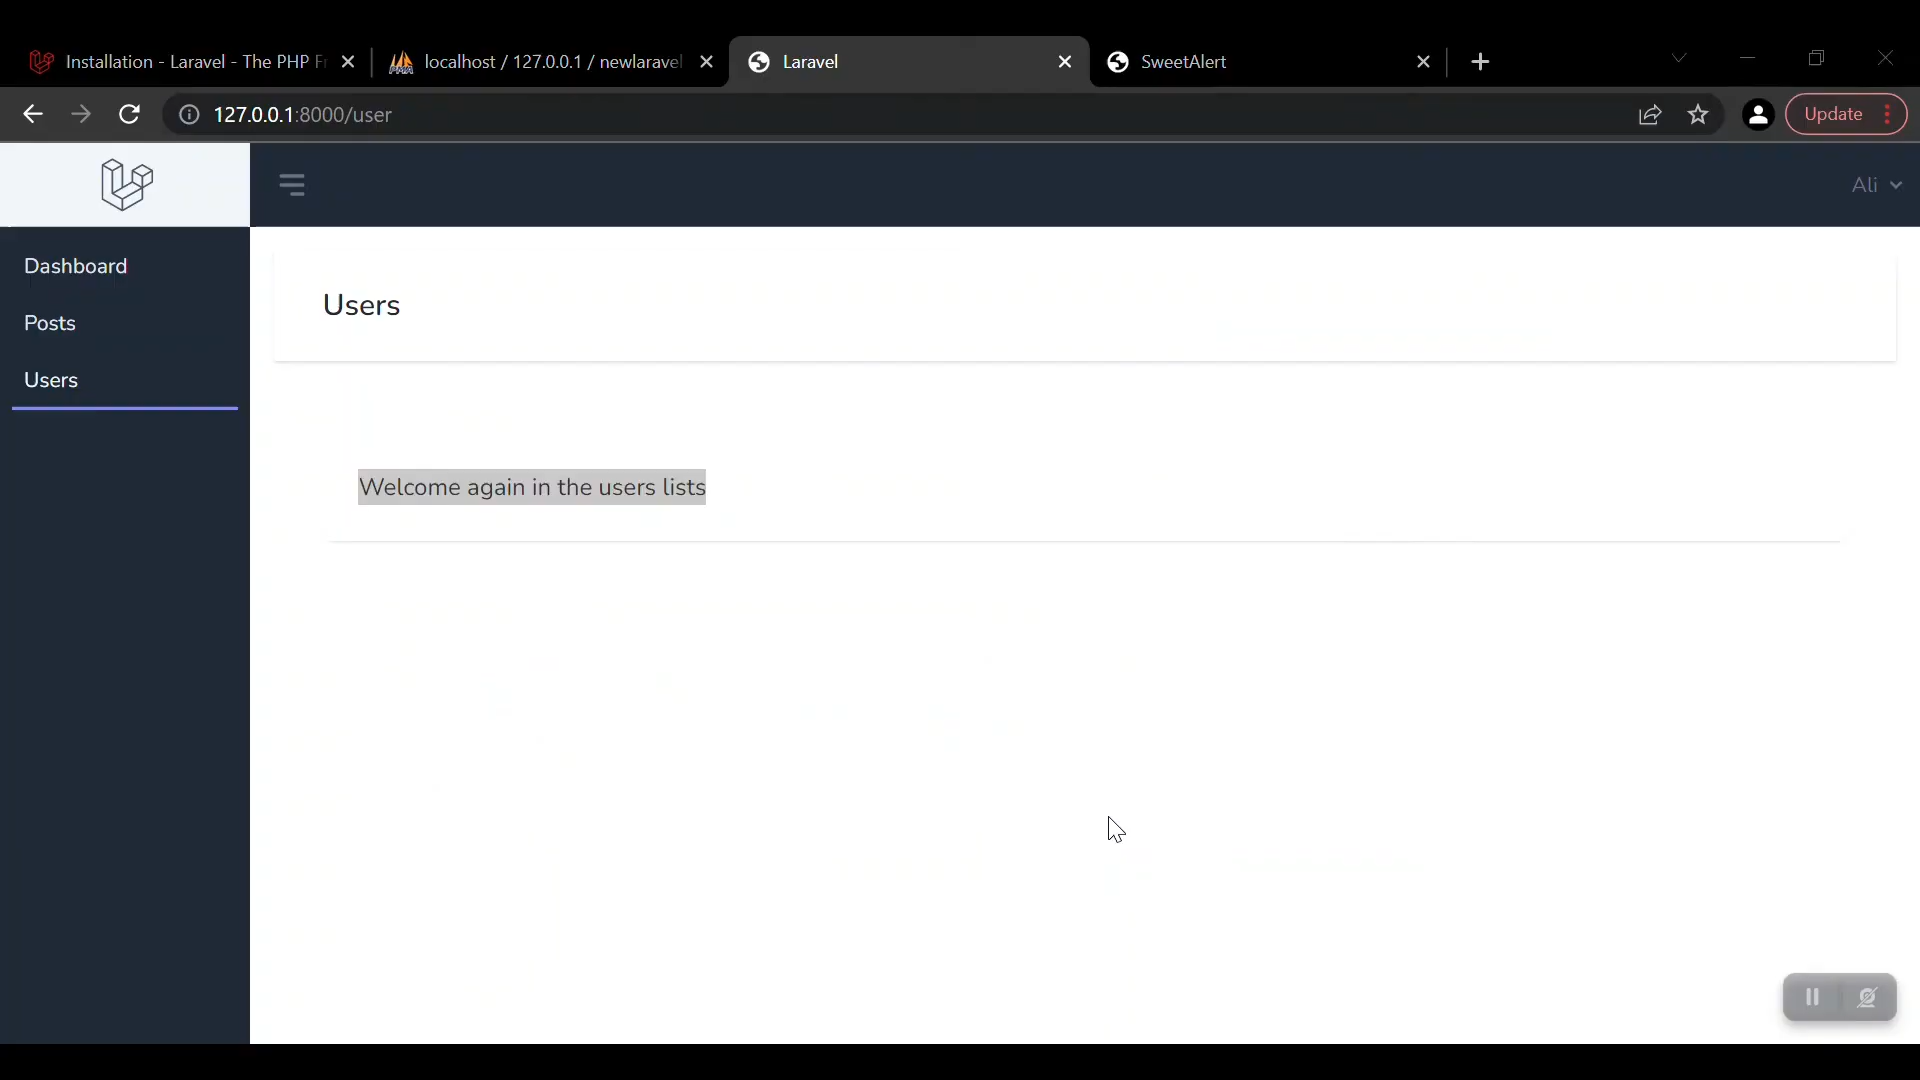 Installation - Laravel - The PHP Fr
localhost / 127.0.0.1 / newlaravel
Laravel
SweetAlert
127.0.0.1:8000/user
Update
Ali
Dashboard
Posts
Users
Users
Welcome again in the users lists